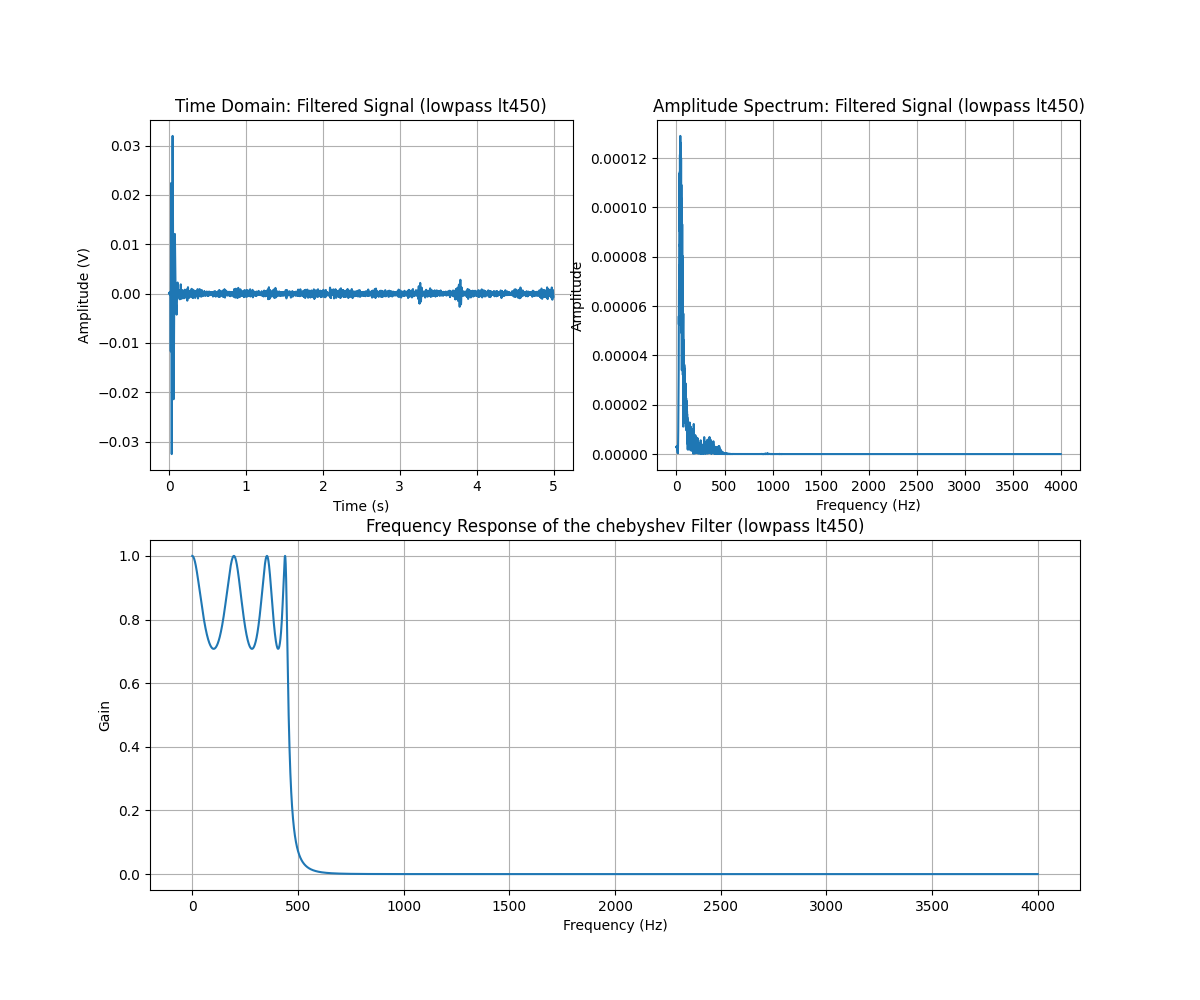 Time Domain: Filtered Signal (lowpass lt450)
Amplitude (V)
0.03
0.02
0.01
0.00
−0.01
−0.02
−0.03
0 1 2 3 4 5
Time (s)
Amplitude Spectrum: Filtered Signal (lowpass lt450)
Amplitude
0.00012
0.00010
0.00008
0.00006
0.00004
0.00002
0.00000
0 500 1000 1500 2000 2500 3000 3500 4000
Frequency (Hz)
Frequency Response of the chebyshev Filter (lowpass lt450)
Gain
1.0
0.8
0.6
0.4
0.2
0.0
0 500 1000 1500 2000 2500 3000 3500 4000
Frequency (Hz)